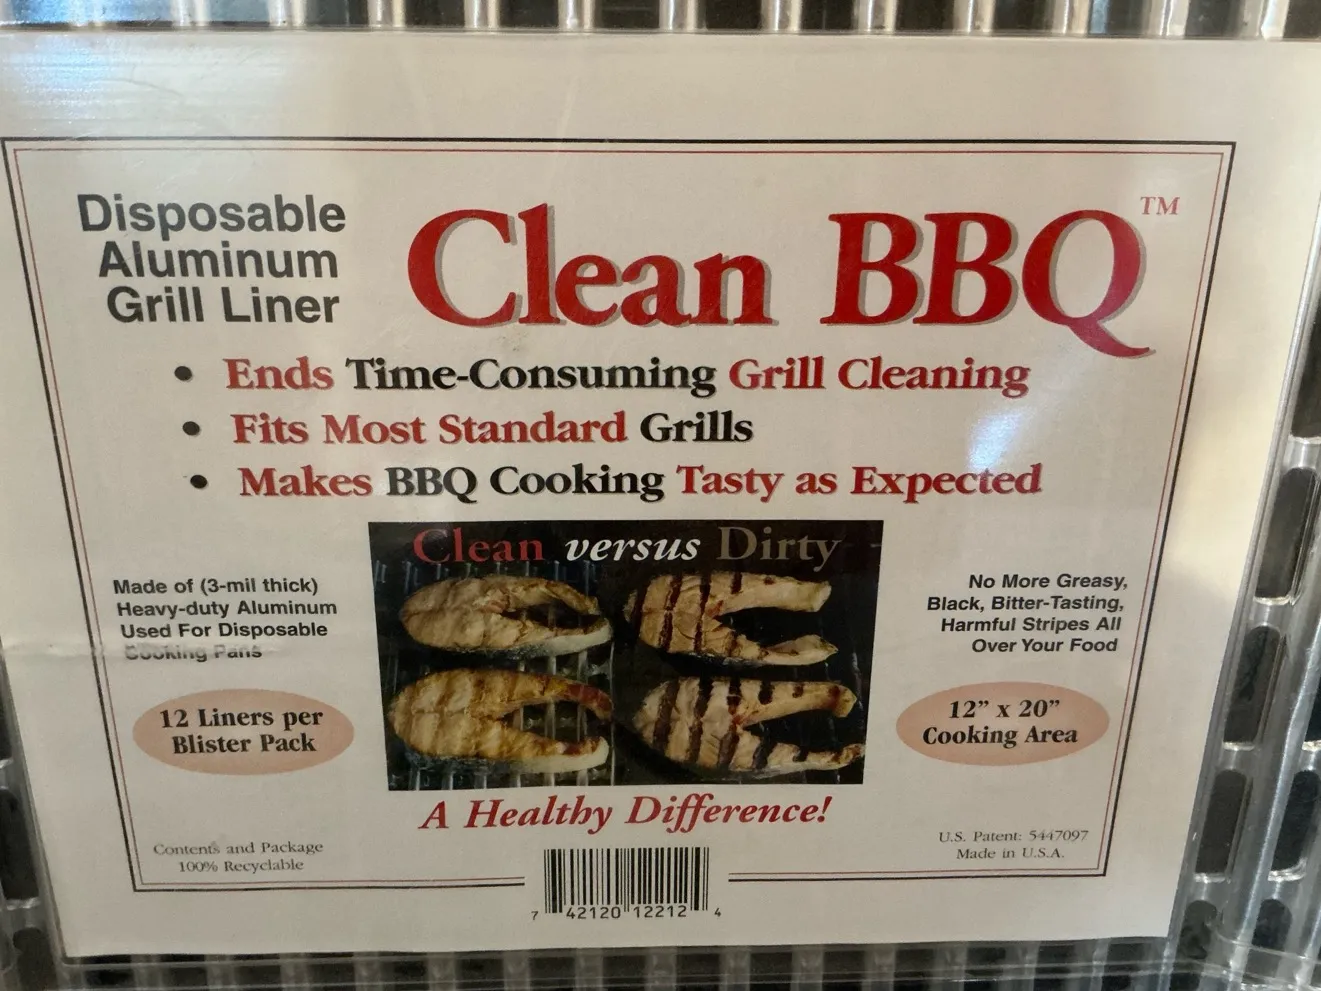 Disposable
Aluminum
Grill Liner
Clean BBQ™
• Ends Time-Consuming Grill Cleaning
• Fits Most Standard Grills
• Makes BBQ Cooking Tasty as Expected
Clean versus Dirty
Made of (3-mil thick)
Heavy-duty Aluminum
Used For Disposable
Cooking Pans
No More Greasy,
Black, Bitter-Tasting,
Harmful Stripes All
Over Your Food
12 Liners per
Blister Pack
12” x 20”
Cooking Area
A Healthy Difference!
Contents and Package
100% Recyclable
U.S. Patent: 5447097
Made in U.S.A.
7 42120 12212 4